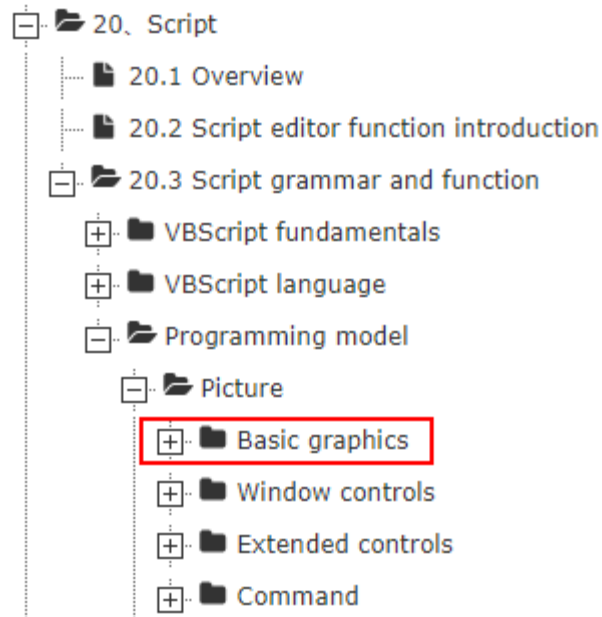 20、Script
20.1 Overview
20.2 Script editor function introduction
20.3 Script grammar and function
VBScript fundamentals
VBScript language
Programming model
Picture
Basic graphics
Window controls
Extended controls
Command